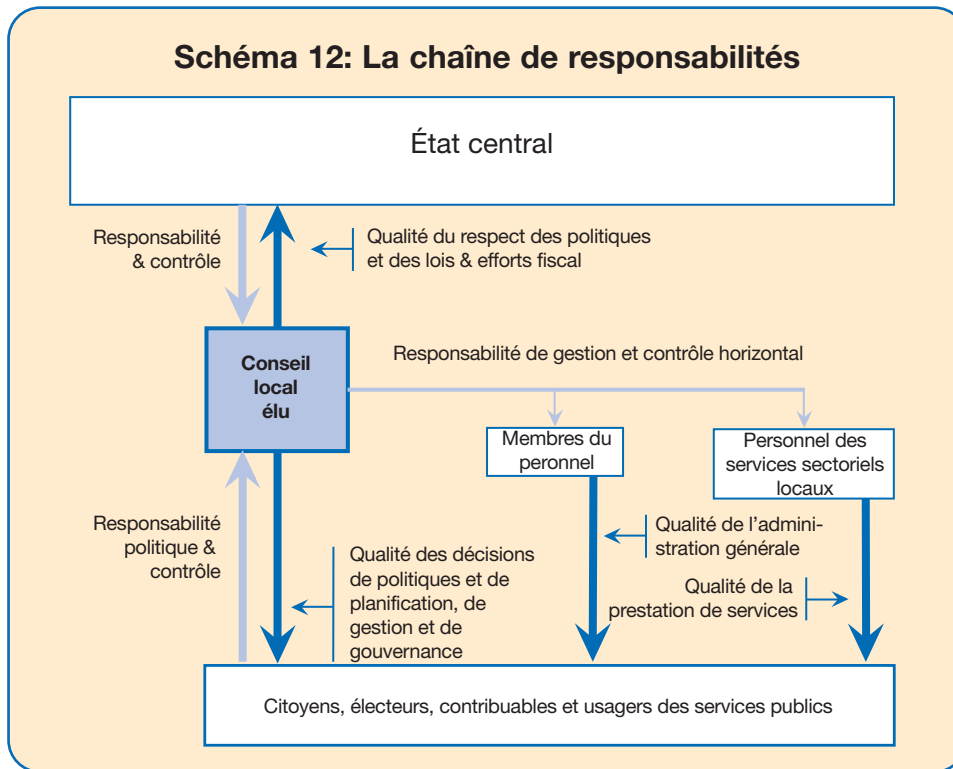 Schéma 12: La chaîne de responsabilités
État central
Responsabilité
& contrôle
Qualité du respect des politiques
et des lois & efforts fiscal
Conseil
local
élu
Responsabilité de gestion et contrôle horizontal
Membres du
peronnel
Personnel des
services sectoriels
locaux
Responsabilité
politique &
contrôle
Qualité des décisions
de politiques et de
planification, de
gestion et de
gouvernance
Qualité de l'admini-
stration générale
Qualité de la
prestation de services
Citoyens, électeurs, contribuables et usagers des services publics